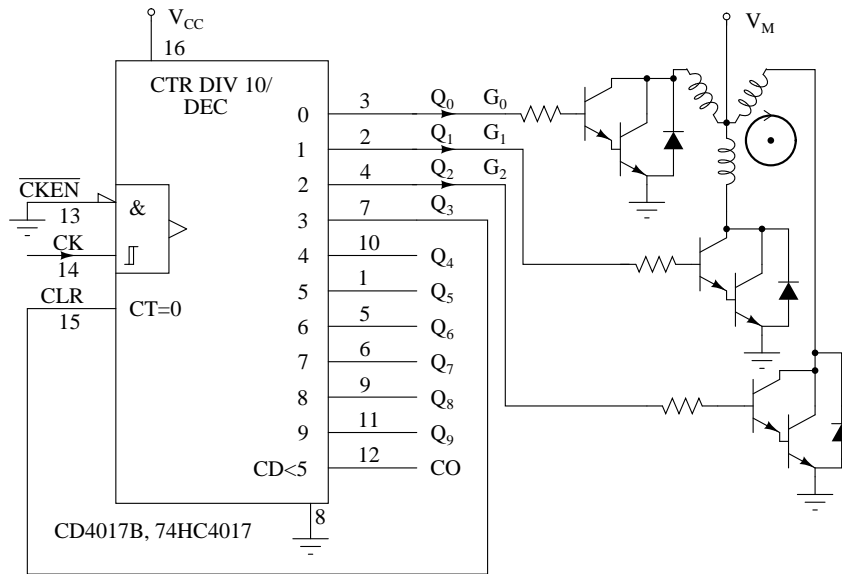 V_CC
V_M
16
CTR DIV 10/
DEC
0 3 Q_0 G_0
1 2 Q_1 G_1
2 4 Q_2 G_2
C̅K̅E̅N̅ & 3 7 Q_3
13
CK 4 10 Q_4
14
CLR CT=0 5 1 Q_5
15
6 5 Q_6
7 6 Q_7
8 9 Q_8
9 11 Q_9
CD<5 12 CO
8
CD4017B, 74HC4017